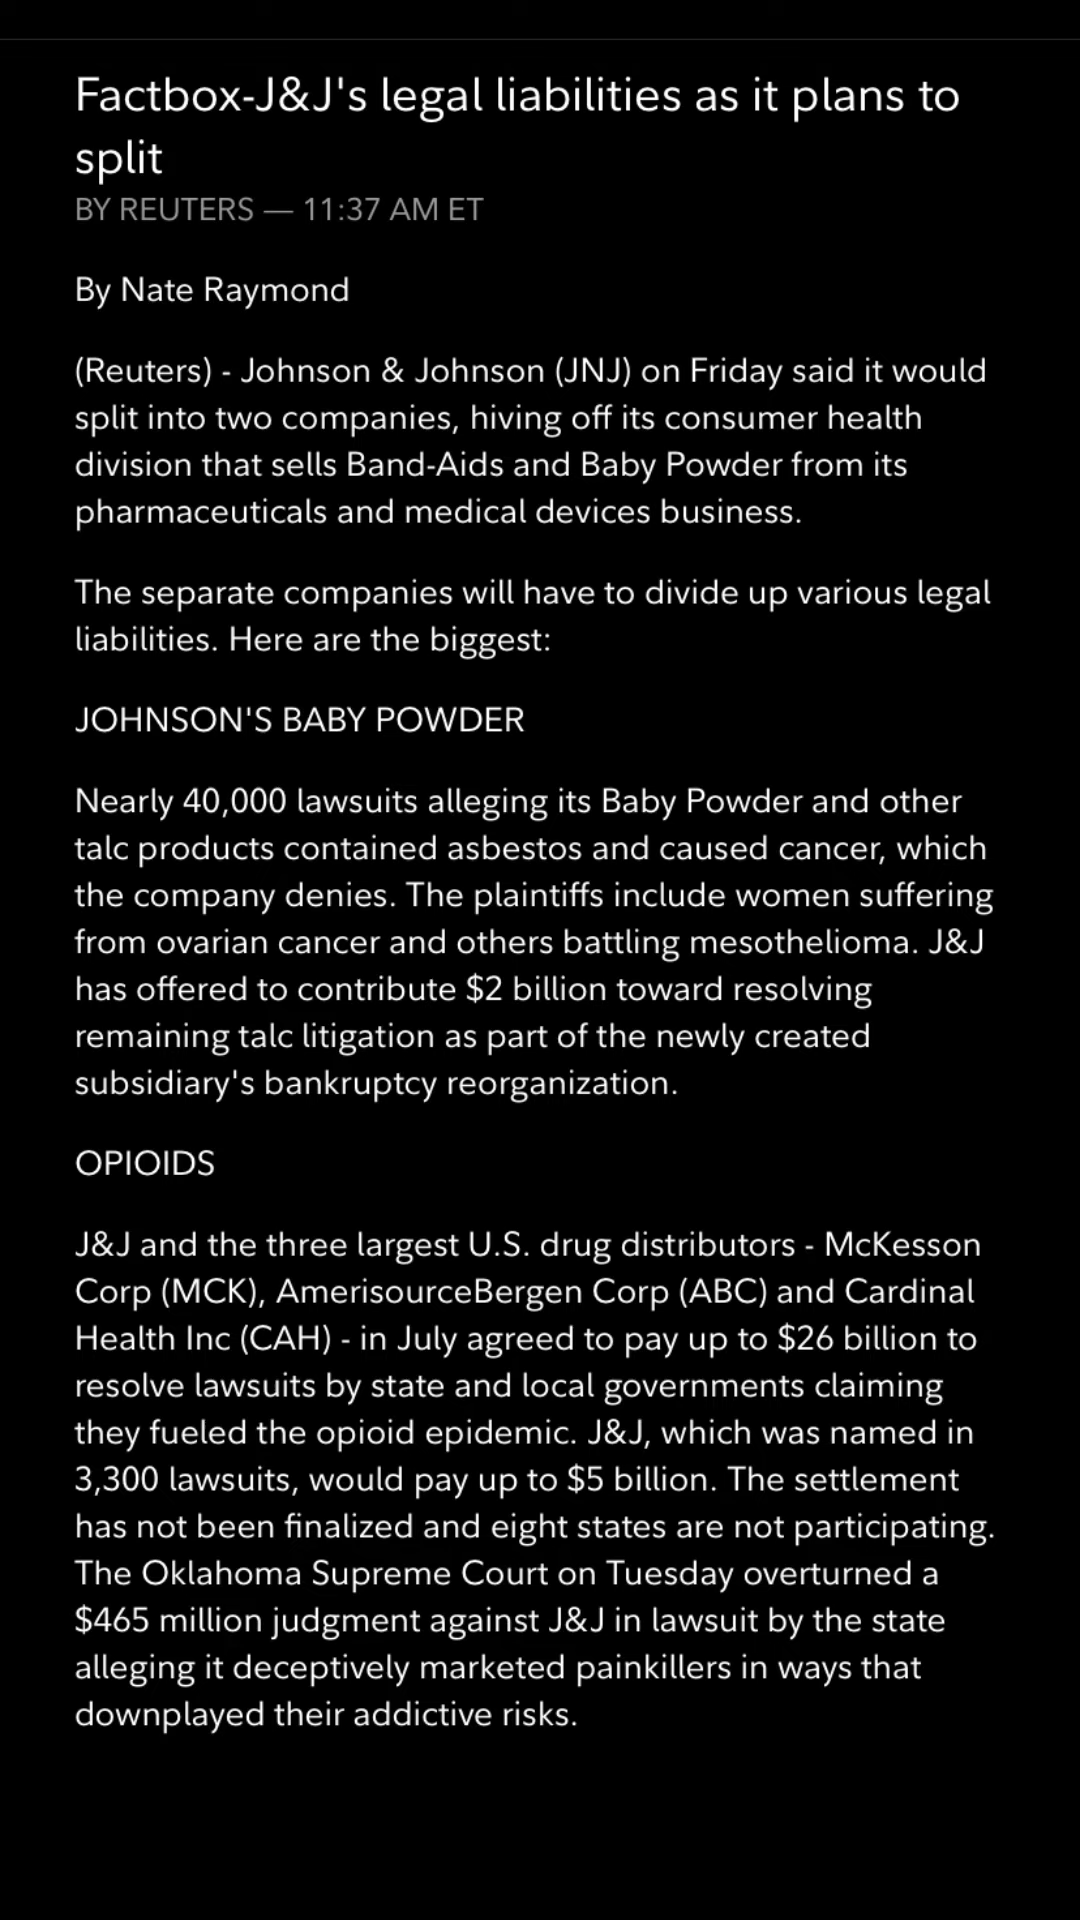 Factbox-J&J's legal liabilities as it plans to
split
BY REUTERS — 11:37 AM ET
By Nate Raymond
(Reuters) - Johnson & Johnson (JNJ) on Friday said it would
split into two companies, hiving off its consumer health
division that sells Band-Aids and Baby Powder from its
pharmaceuticals and medical devices business.
The separate companies will have to divide up various legal
liabilities. Here are the biggest:
JOHNSON'S BABY POWDER
Nearly 40,000 lawsuits alleging its Baby Powder and other
talc products contained asbestos and caused cancer, which
the company denies. The plaintiffs include women suffering
from ovarian cancer and others battling mesothelioma. J&J
has offered to contribute $2 billion toward resolving
remaining talc litigation as part of the newly created
subsidiary's bankruptcy reorganization.
OPIOIDS
J&J and the three largest U.S. drug distributors - McKesson
Corp (MCK), AmerisourceBergen Corp (ABC) and Cardinal
Health Inc (CAH) - in July agreed to pay up to $26 billion to
resolve lawsuits by state and local governments claiming
they fueled the opioid epidemic. J&J, which was named in
3,300 lawsuits, would pay up to $5 billion. The settlement
has not been finalized and eight states are not participating.
The Oklahoma Supreme Court on Tuesday overturned a
$465 million judgment against J&J in lawsuit by the state
alleging it deceptively marketed painkillers in ways that
downplayed their addictive risks.